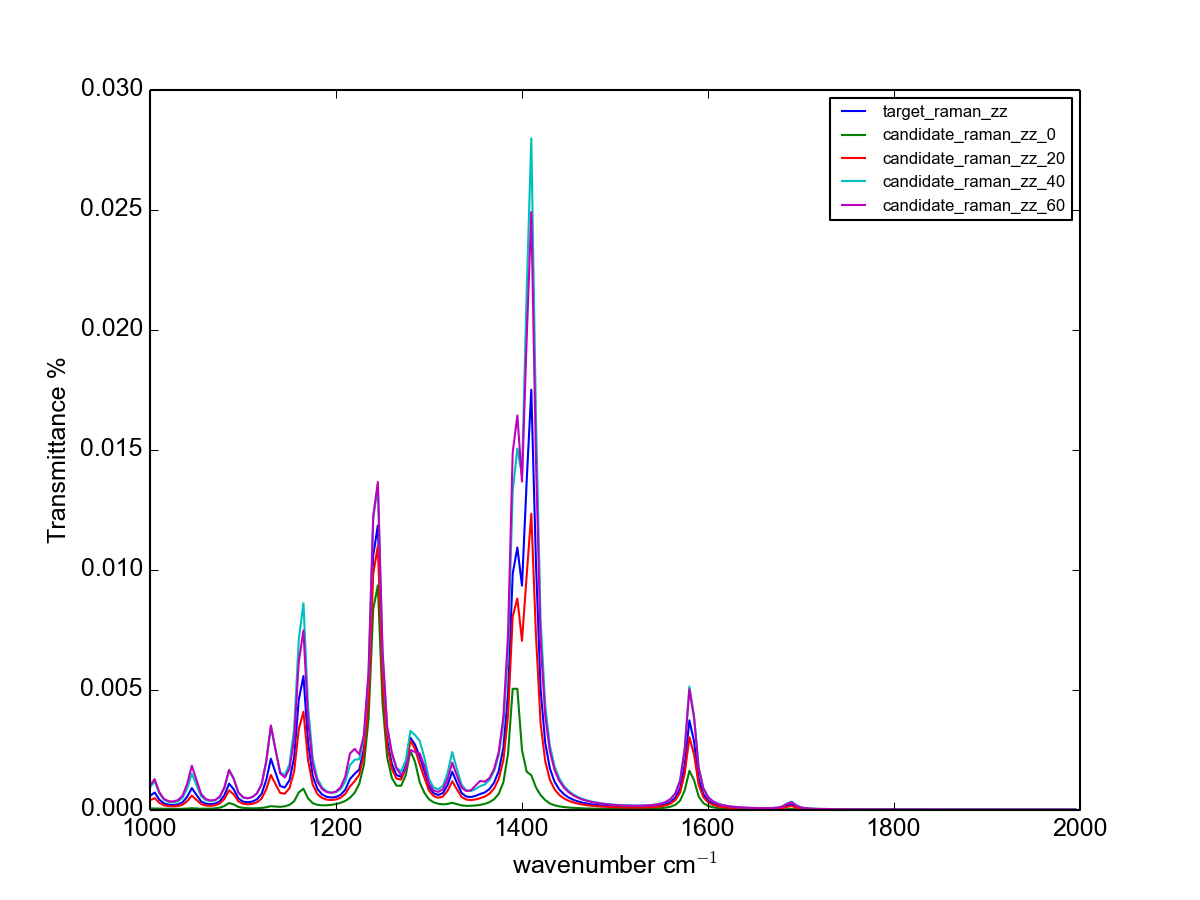 0.030
0.025
0.020
0.015
0.010
0.005
0.000
Transmittance %
target_raman_zz
candidate_raman_zz_0
candidate_raman_zz_20
candidate_raman_zz_40
candidate_raman_zz_60
1000 1200 1400 1600 1800 2000
wavenumber cm⁻¹